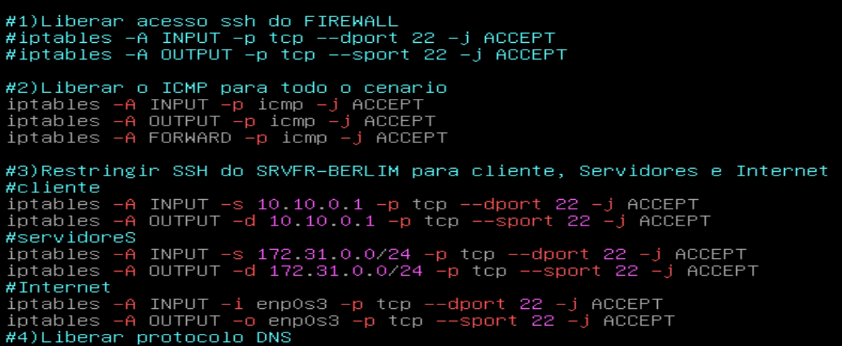 #1)Liberar acesso ssh do FIREWALL
#iptables -A INPUT -p tcp --dport 22 -j ACCEPT
#iptables -A OUTPUT -p tcp --sport 22 -j ACCEPT
#2)Liberar o ICMP para todo o cenario
iptables -A INPUT -p icmp -j ACCEPT
iptables -A OUTPUT -p icmp -j ACCEPT
iptables -A FORWARD -p icmp -j ACCEPT
#3)Restringir SSH do SRVFR-BERLIM para cliente, Servidores e Internet
#cliente
iptables -A INPUT -s 10.10.0.1 -p tcp --dport 22 -j ACCEPT
iptables -A OUTPUT -d 10.10.0.1 -p tcp --sport 22 -j ACCEPT
#servidoreS
iptables -A INPUT -s 172.31.0.0/24 -p tcp --dport 22 -j ACCEPT
iptables -A OUTPUT -d 172.31.0.0/24 -p tcp --sport 22 -j ACCEPT
#Internet
iptables -A INPUT -i enp0s3 -p tcp --dport 22 -j ACCEPT
iptables -A OUTPUT -o enp0s3 -p tcp --sport 22 -j ACCEPT
#4)Liberar protocolo DNS